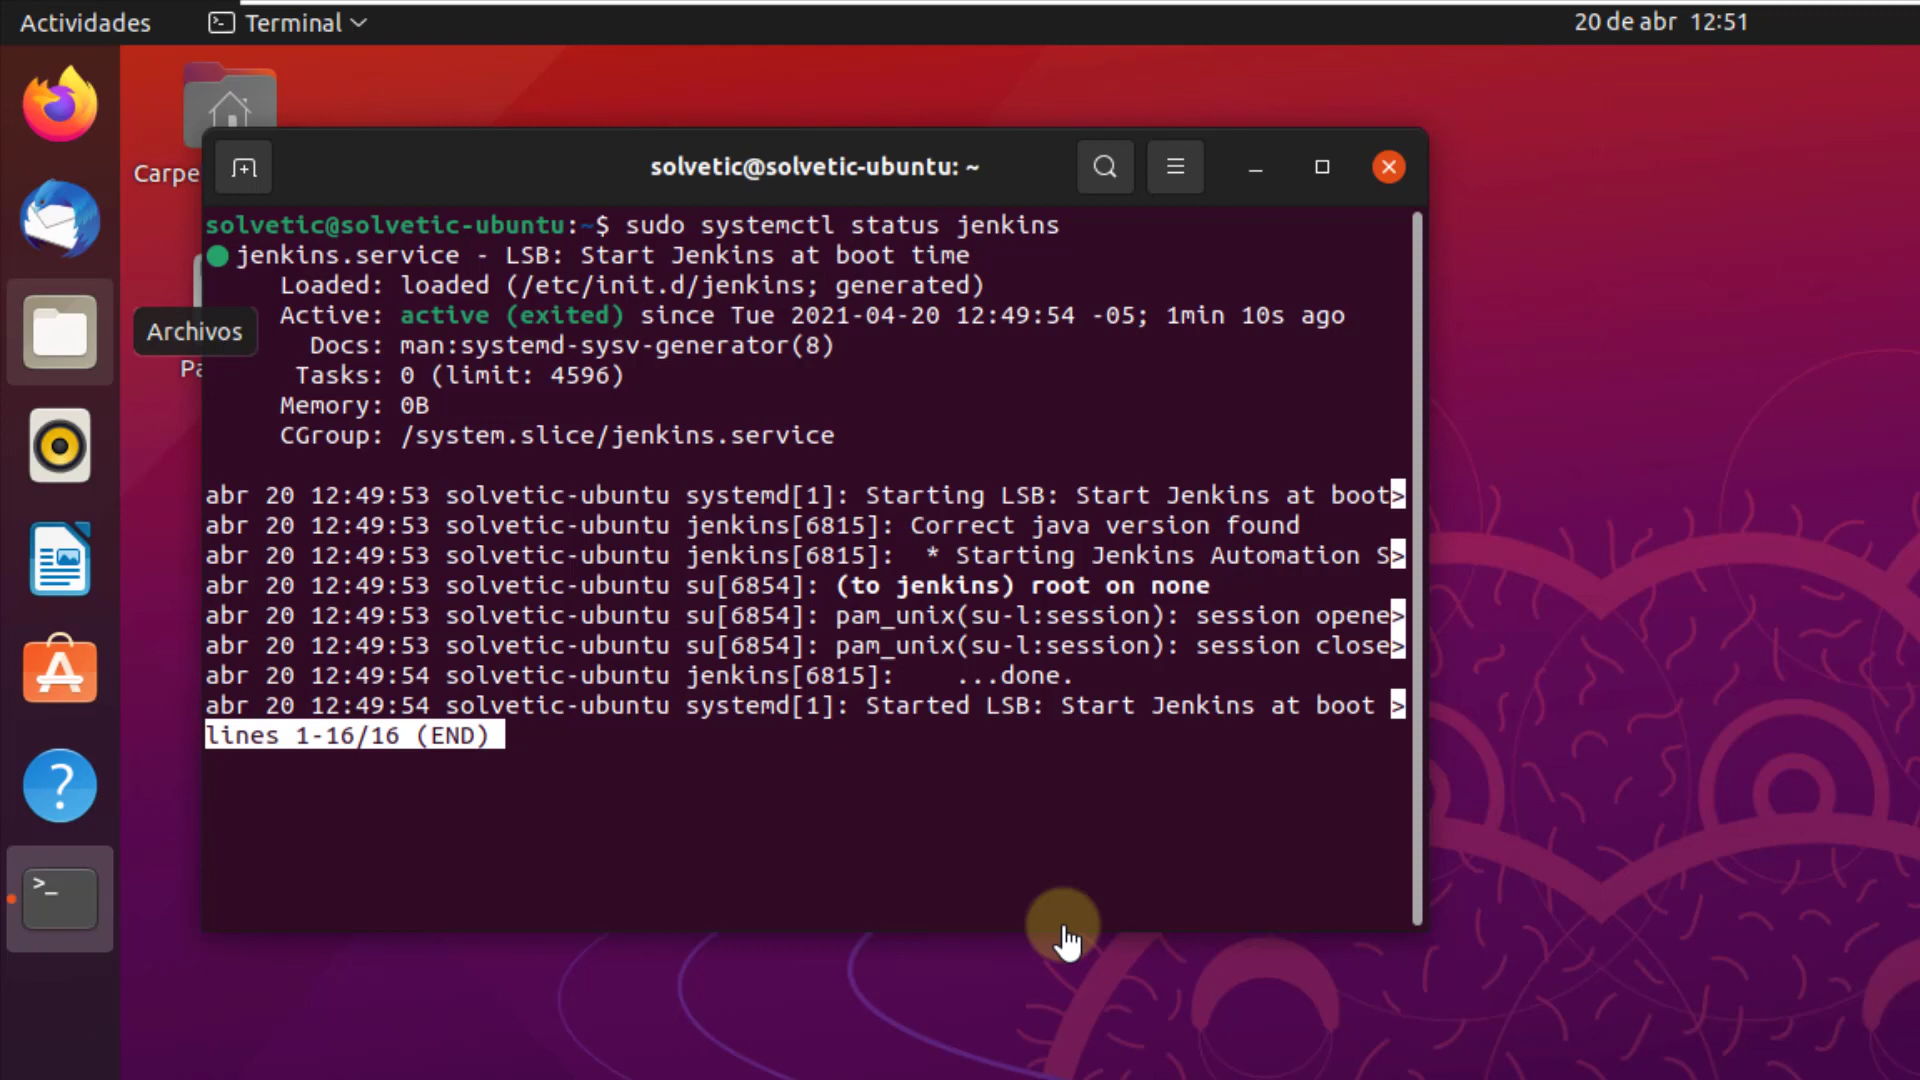 Actividades
Terminal
20 de abr 12:51
Carpe
solvetic@solvetic-ubuntu: ~
Archivos
Pa
solvetic@solvetic-ubuntu:~$ sudo systemctl status jenkins
jenkins.service - LSB: Start Jenkins at boot time
Loaded: loaded (/etc/init.d/jenkins; generated)
Active: active (exited) since Tue 2021-04-20 12:49:54 -05; 1min 10s ago
Docs: man:systemd-sysv-generator(8)
Tasks: 0 (limit: 4596)
Memory: 0B
CGroup: /system.slice/jenkins.service
abr 20 12:49:53 solvetic-ubuntu systemd[1]: Starting LSB: Start Jenkins at boot>
abr 20 12:49:53 solvetic-ubuntu jenkins[6815]: Correct java version found
abr 20 12:49:53 solvetic-ubuntu jenkins[6815]:  * Starting Jenkins Automation S>
abr 20 12:49:53 solvetic-ubuntu su[6854]: (to jenkins) root on none
abr 20 12:49:53 solvetic-ubuntu su[6854]: pam_unix(su-l:session): session opene>
abr 20 12:49:53 solvetic-ubuntu su[6854]: pam_unix(su-l:session): session close>
abr 20 12:49:54 solvetic-ubuntu jenkins[6815]:    ...done.
abr 20 12:49:54 solvetic-ubuntu systemd[1]: Started LSB: Start Jenkins at boot >
lines 1-16/16 (END)